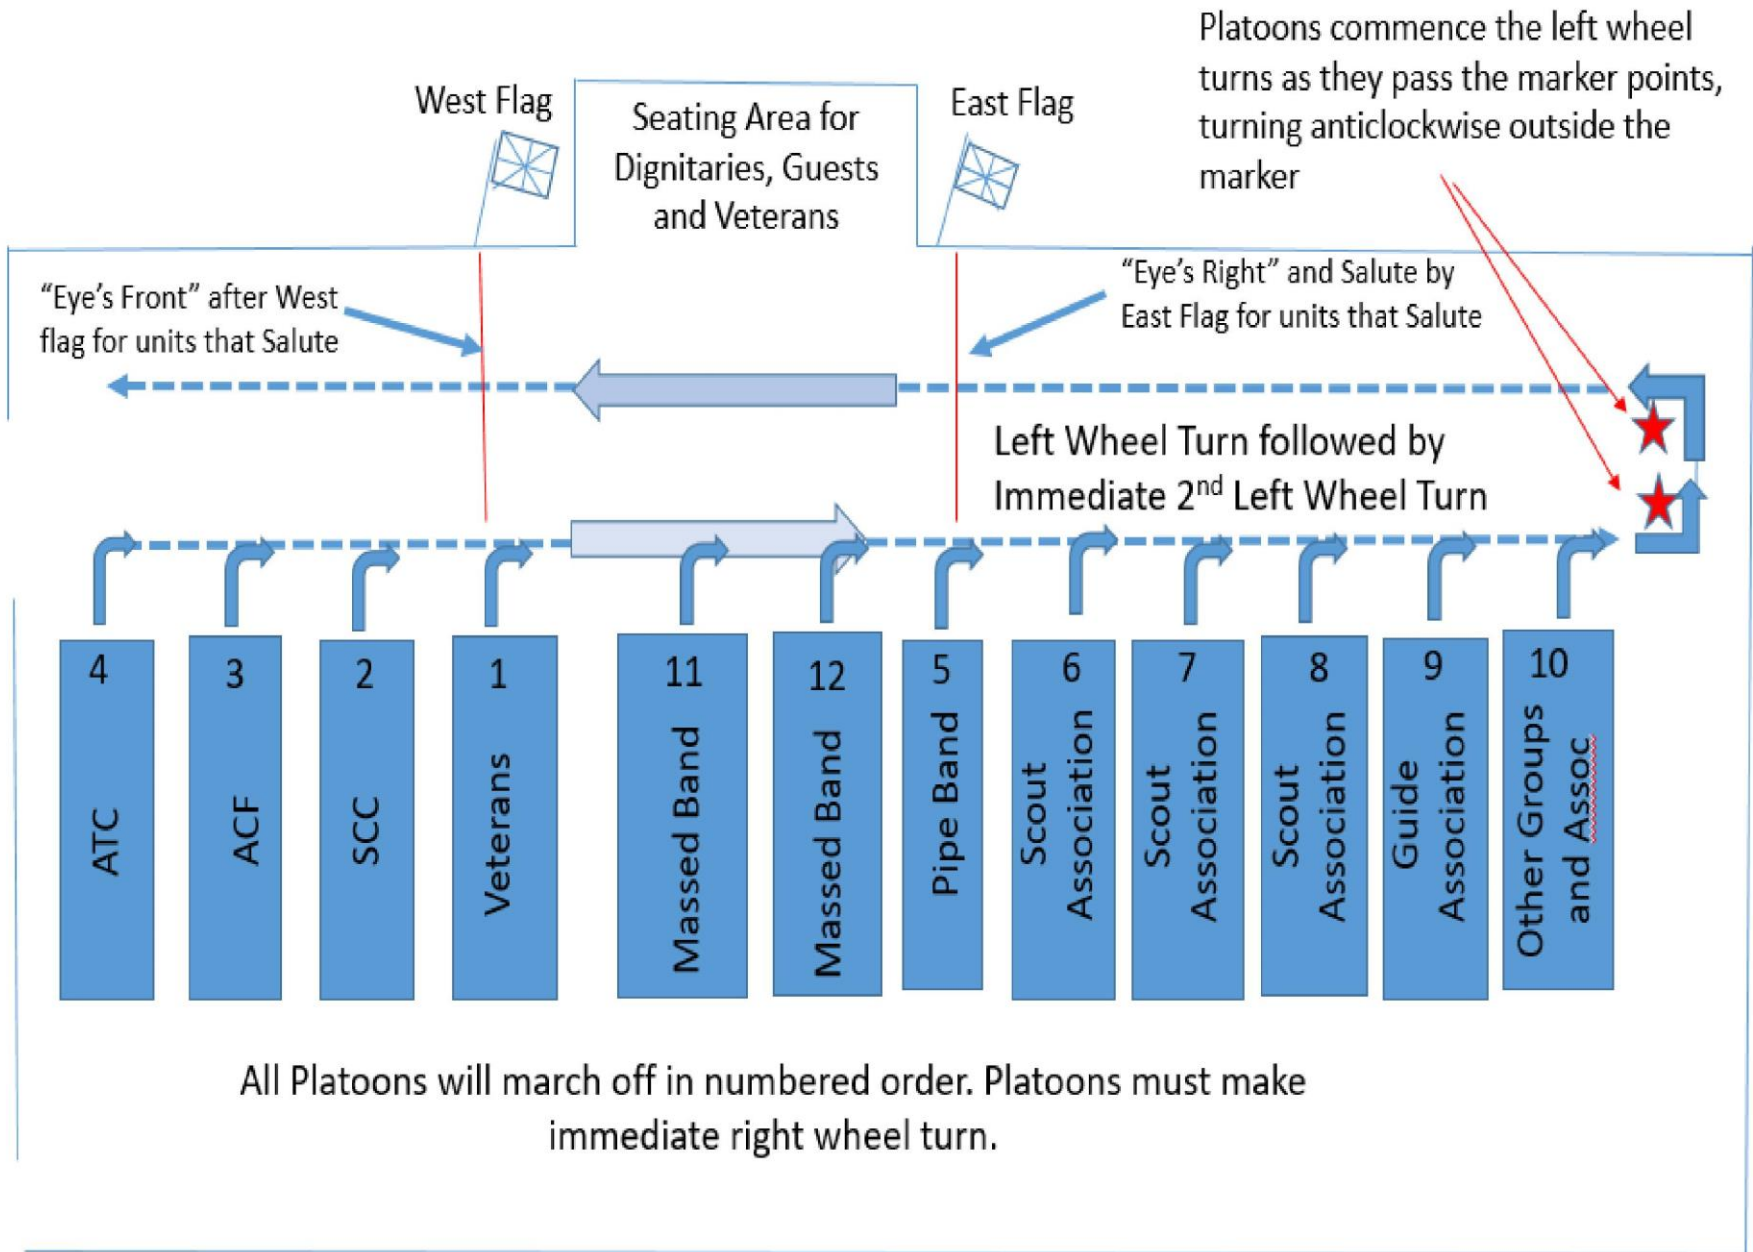 Platoons commence the left wheel
turns as they pass the marker points,
turning anticlockwise outside the
marker
West Flag
Seating Area for
Dignitaries, Guests
and Veterans
East Flag
“Eye’s Front” after West
flag for units that Salute
“Eye’s Right” and Salute by
East Flag for units that Salute
Left Wheel Turn followed by
Immediate 2nd Left Wheel Turn
4
ATC
3
ACF
2
SCC
1
Veterans
11
Massed Band
12
Massed Band
5
Pipe Band
6
Scout
Association
7
Scout
Association
8
Scout
Association
9
Guide
Association
10
Other Groups
and Assoc
All Platoons will march off in numbered order. Platoons must make
immediate right wheel turn.